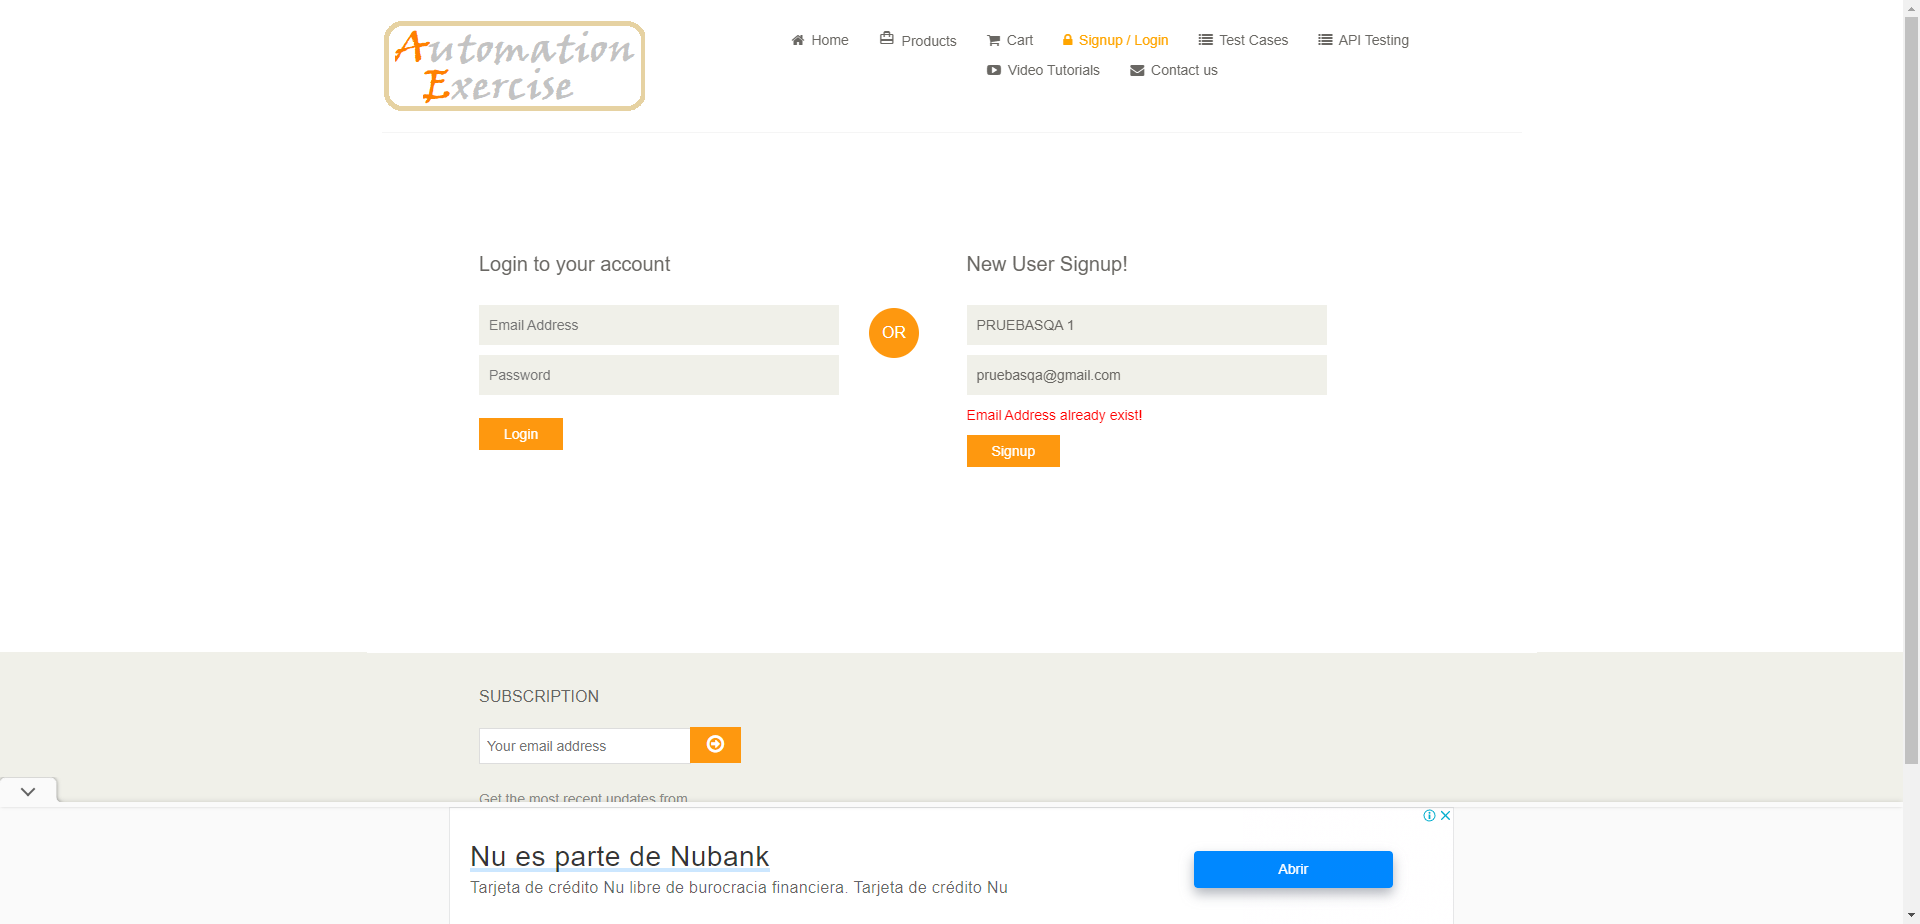 Automation
Exercise
Home
Products
Cart
Signup / Login
Test Cases
API Testing
Video Tutorials
Contact us
Login to your account
Email Address
Password
Login
OR
New User Signup!
PRUEBASQA 1
pruebasqa@gmail.com
Email Address already exist!
Signup
SUBSCRIPTION
Your email address
Get the most recent updates from
Nu es parte de Nubank
Tarjeta de crédito Nu libre de burocracia financiera. Tarjeta de crédito Nu
Abrir